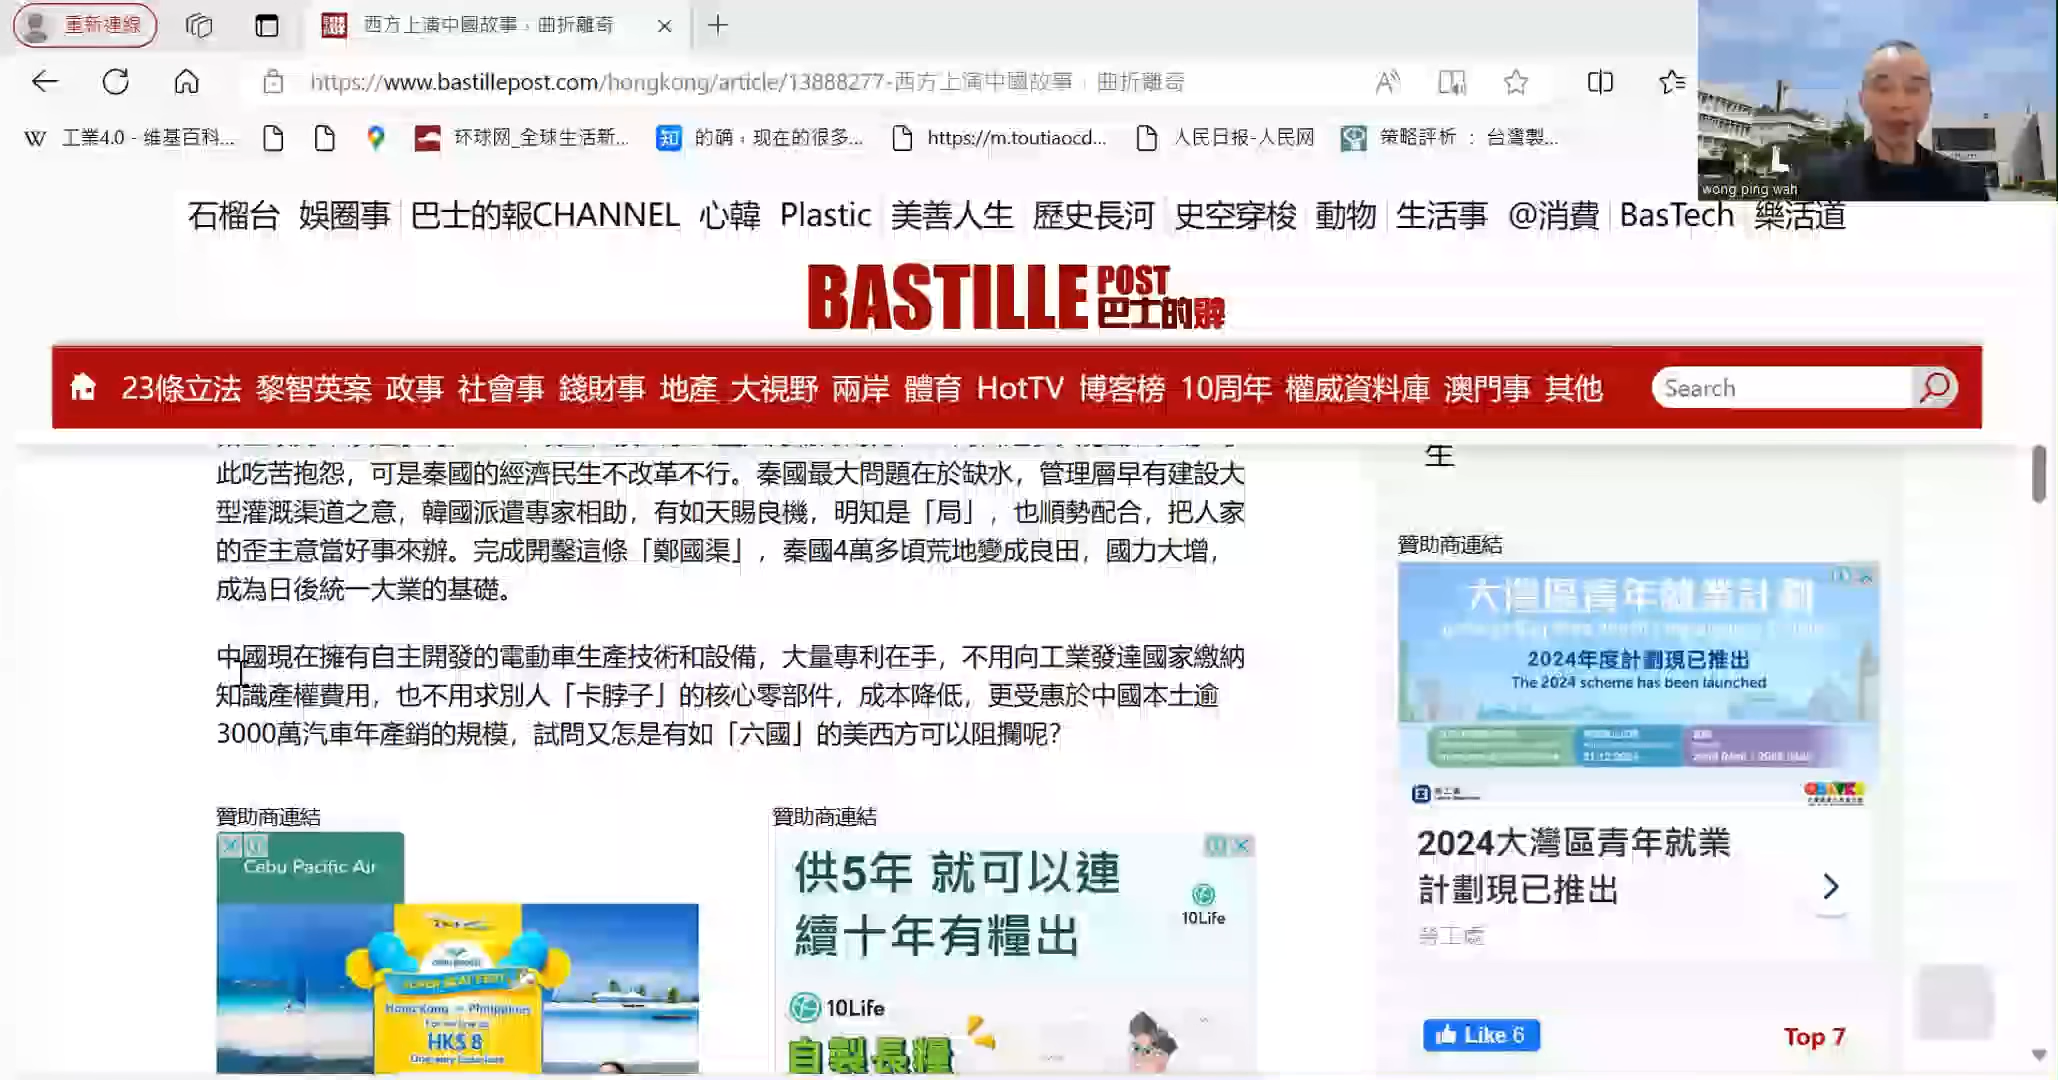 重新連線
西方上演中國故事，曲折離奇
https://www.bastillepost.com/hongkong/article/13888277-西方上演中國故事，曲折離奇
工業4.0 - 维基百科...
环球网_全球生活新...
知 的确，现在的很多...
https://m.toutiaocd...
人民日报-人民网
策略評析 ： 台灣製...
wong ping wah
石榴台 娛圈事 巴士的報CHANNEL 心韓 Plastic 美善人生 歷史長河 史空穿梭 動物 生活事 @消費 BasTech 樂活道
BASTILLE POST 巴士的報
23條立法 黎智英案 政事 社會事 錢財事 地產 大視野 兩岸 體育 HotTV 博客榜 10周年 權威資料庫 澳門事 其他
Search
此吃苦抱怨，可是秦國的經濟民生不改革不行。秦國最大問題在於缺水，管理層早有建設大
型灌溉渠道之意，韓國派遣專家相助，有如天賜良機，明知是「局」，也順勢配合，把人家
的歪主意當好事來辦。完成開鑿這條「鄭國渠」，秦國4萬多頃荒地變成良田，國力大增，
成為日後統一大業的基礎。
中國現在擁有自主開發的電動車生產技術和設備，大量專利在手，不用向工業發達國家繳納
知識產權費用，也不用求別人「卡脖子」的核心零部件，成本降低，更受惠於中國本土逾
3000萬汽車年產銷的規模，試問又怎是有如「六國」的美西方可以阻攔呢？
贊助商連結
Cebu Pacific Air
Hong Kong
Philippines
HK$ 8
贊助商連結
供5年 就可以連
續十年有糧出
10Life
10Life
自製長糧
生
贊助商連結
大灣區青年就業計劃
2024年度計劃現已推出
The 2024 scheme has been launched
2024大灣區青年就業
計劃現已推出
勞工處
Like 6
Top 7